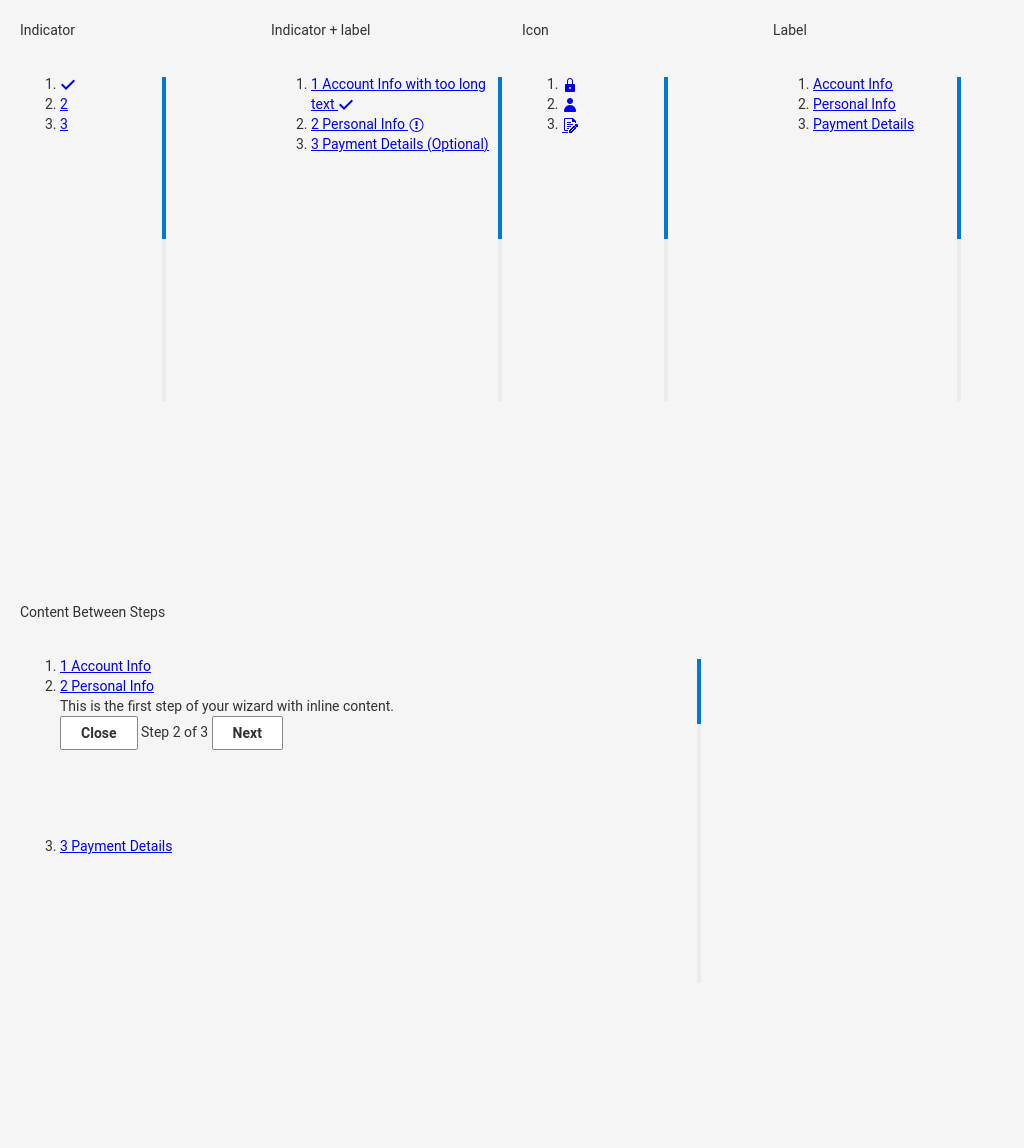 Indicator
1.
2. 2
3. 3
Indicator + label
1. 1 Account Info with too long
text
2. 2 Personal Info
3. 3 Payment Details (Optional)
Icon
1.
2.
3.
Label
1. Account Info
2. Personal Info
3. Payment Details
Content Between Steps
1. 1 Account Info
2. 2 Personal Info
This is the first step of your wizard with inline content.
Close Step 2 of 3 Next
3. 3 Payment Details